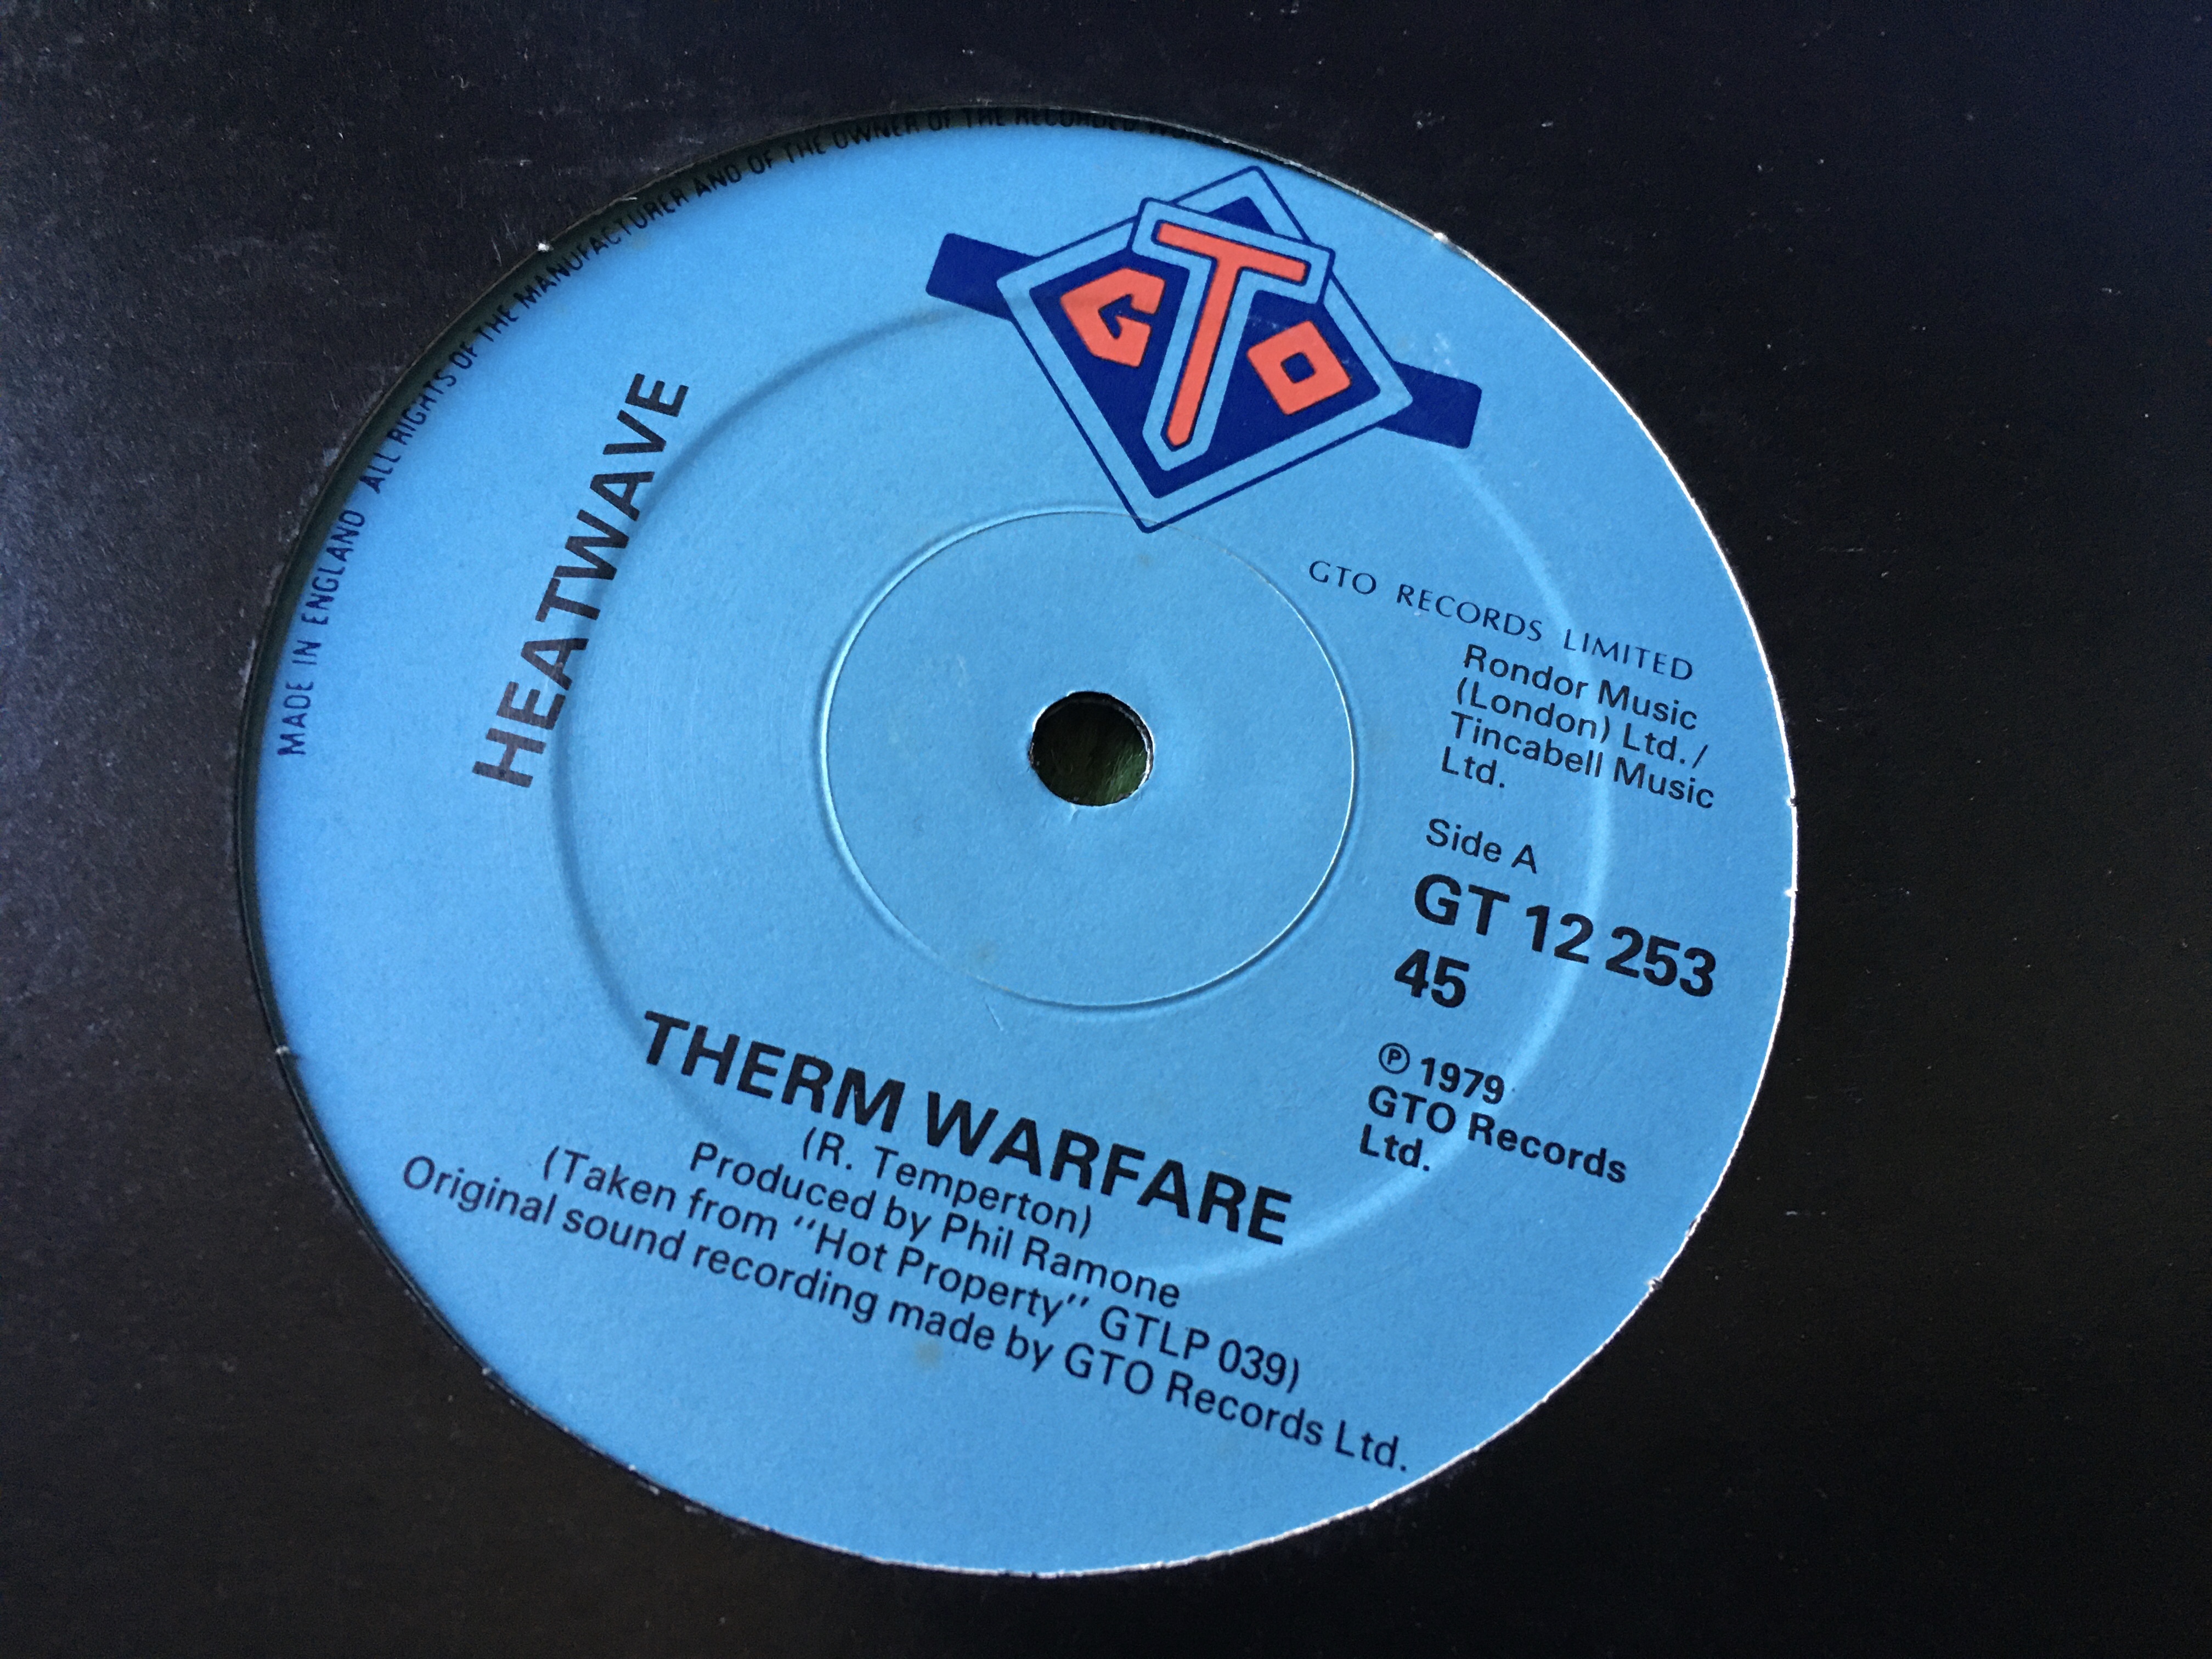 MADE IN ENGLAND ALL RIGHTS OF THE MANUFACTURER AND OF THE OWNER OF THE RECORDED
GTO
HEATWAVE
GTO RECORDS LIMITED
Rondor Music
(London) Ltd./
Tincabell Music
Ltd.
Side A
GT 12 253
45
℗ 1979
GTO Records
Ltd.
THERM WARFARE
(R. Temperton)
Produced by Phil Ramone
(Taken from "Hot Property" GTLP 039)
Original sound recording made by GTO Records Ltd.